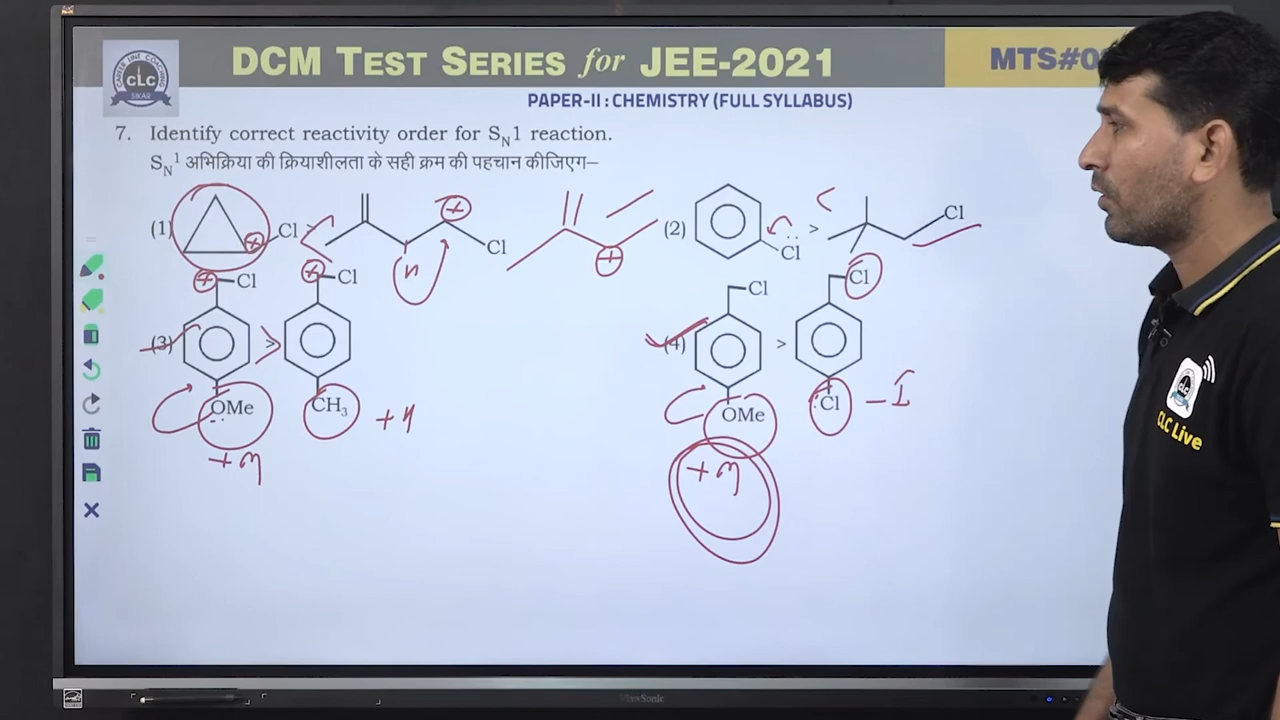 DCM TEST SERIES for JEE-2021
MTS#0
CAREER LINE COACHING
CLC
SIKAR
PAPER-II : CHEMISTRY (FULL SYLLABUS)
7. Identify correct reactivity order for SN1 reaction.
SN1 अभिक्रिया की क्रियाशीलता के सही क्रम की पहचान कीजिएग–
(1) Cl > Cl
(2) Cl > Cl
(3) Cl > Cl
OMe CH3
+M +H
(4) Cl > Cl
OMe Cl
+M –I
H
CLC Live
ViewSonic